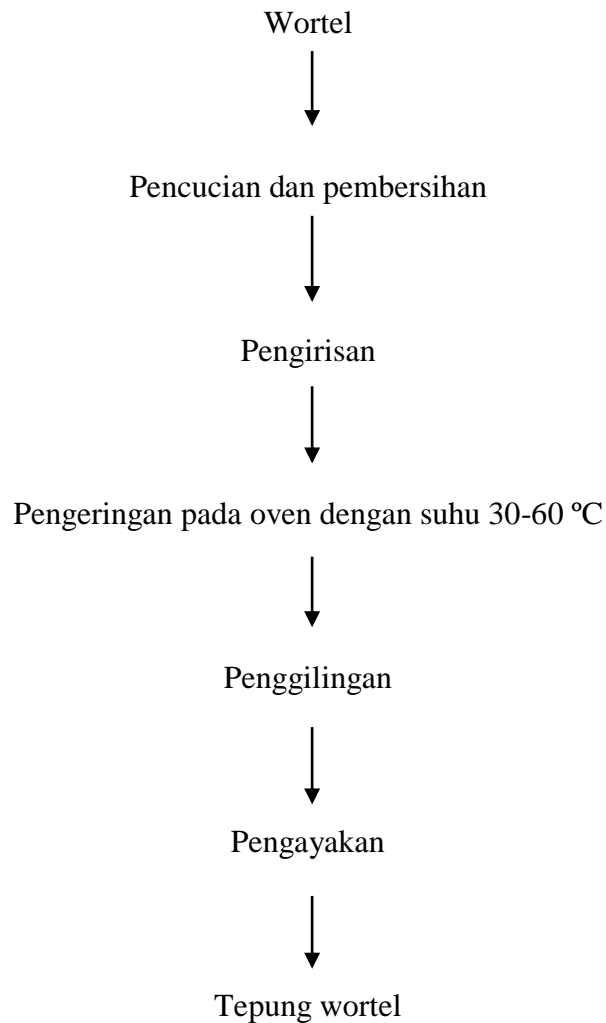 Wortel
Pencucian dan pembersihan
Pengirisan
Pengeringan pada oven dengan suhu 30-60 ºC
Penggilingan
Pengayakan
Tepung wortel